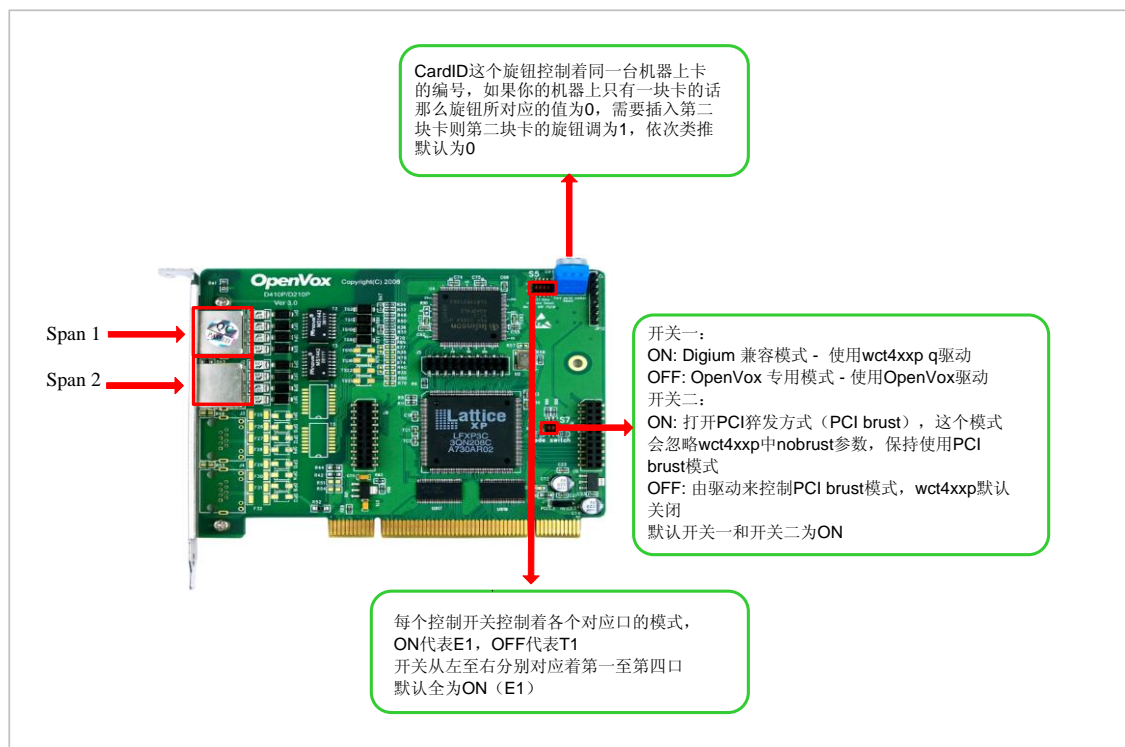 CardID这个旋钮控制着同一台机器上卡
的编号，如果你的机器上只有一块卡的话
那么旋钮所对应的值为0，需要插入第二
块卡则第二块卡的旋钮调为1，依次类推
默认为0
S5
OpenVox
Copyright(C) 2008
D410P/D210P
Ver 3.0
Span 1
Span 2
Infineon
Lattice
XP
LFXP3C
3QN208C
A730AR02
S7
开关一：
ON: Digium 兼容模式 - 使用wct4xxp q驱动
OFF: OpenVox 专用模式 - 使用OpenVox驱动
开关二：
ON: 打开PCI猝发方式（PCI brust），这个模式
会忽略wct4xxp中nobrust参数，保持使用PCI
brust模式
OFF: 由驱动来控制PCI brust模式，wct4xxp默认
关闭
默认开关一和开关二为ON
每个控制开关控制着各个对应口的模式，
ON代表E1，OFF代表T1
开关从左至右分别对应着第一至第四口
默认全为ON（E1）